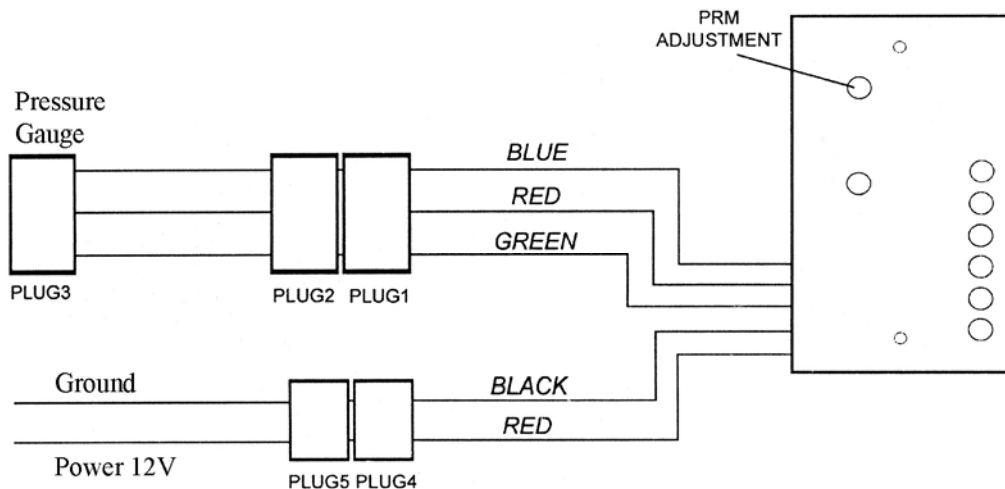 PRM
ADJUSTMENT
Pressure
Gauge
BLUE
RED
GREEN
PLUG3
PLUG2
PLUG1
Ground
BLACK
RED
Power 12V
PLUG5
PLUG4